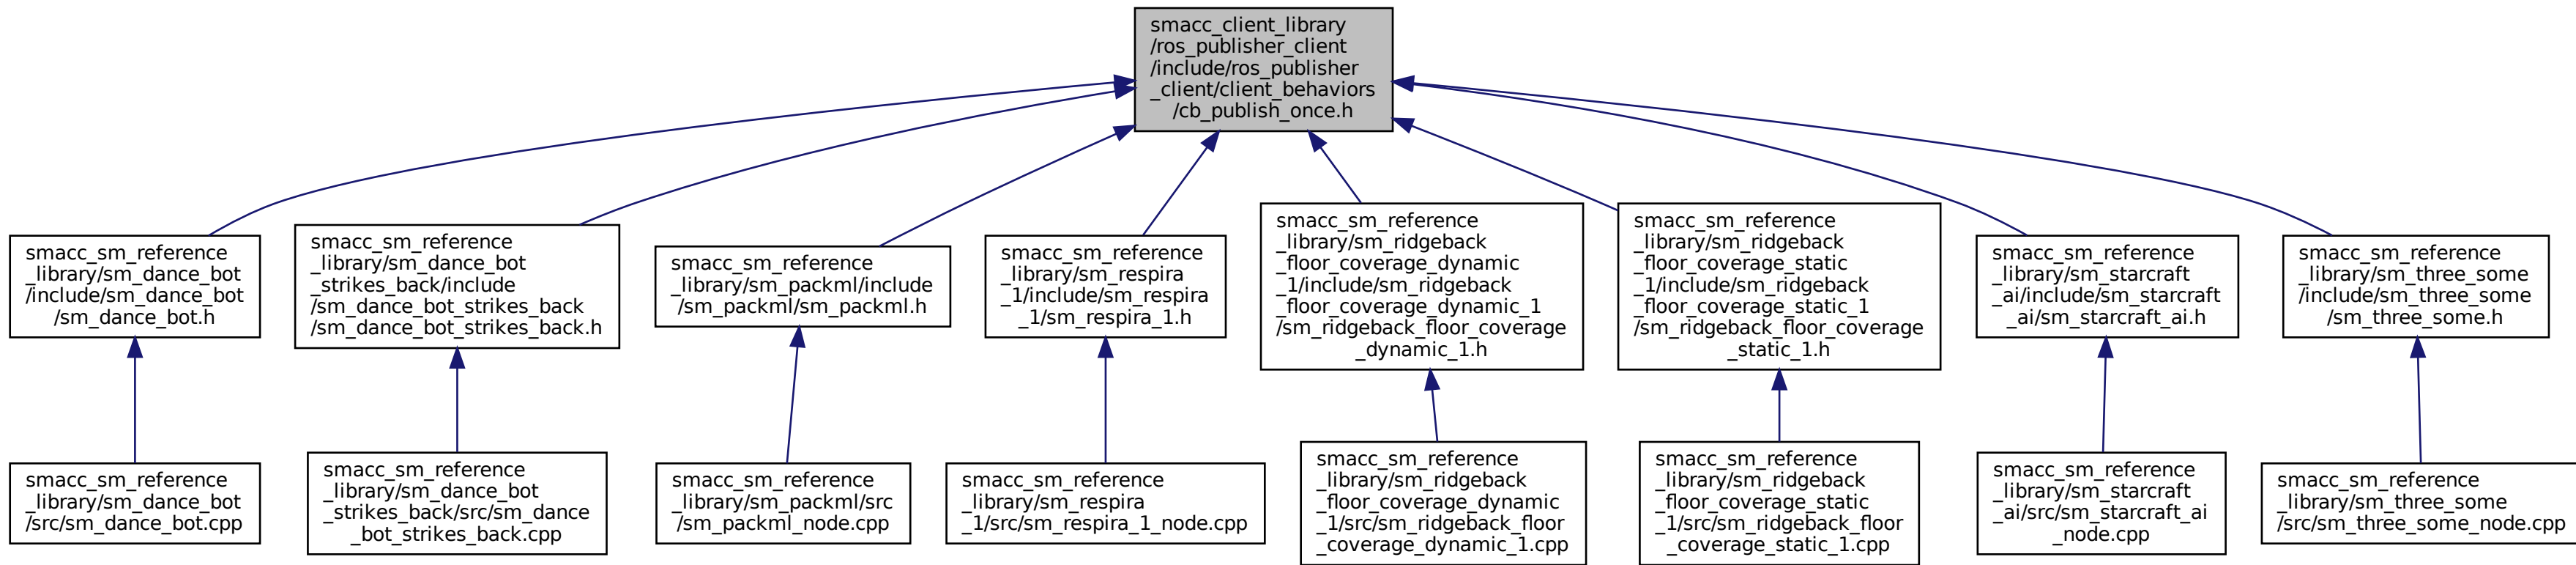 smacc_client_library
/ros_publisher_client
/include/ros_publisher
_client/client_behaviors
/cb_publish_once.h
smacc_sm_reference
_library/sm_dance_bot
/include/sm_dance_bot
/sm_dance_bot.h
smacc_sm_reference
_library/sm_dance_bot
_strikes_back/include
/sm_dance_bot_strikes_back
/sm_dance_bot_strikes_back.h
smacc_sm_reference
_library/sm_packml/include
/sm_packml/sm_packml.h
smacc_sm_reference
_library/sm_respira
_1/include/sm_respira
_1/sm_respira_1.h
smacc_sm_reference
_library/sm_ridgeback
_floor_coverage_dynamic
_1/include/sm_ridgeback
_floor_coverage_dynamic_1
/sm_ridgeback_floor_coverage
_dynamic_1.h
smacc_sm_reference
_library/sm_ridgeback
_floor_coverage_static
_1/include/sm_ridgeback
_floor_coverage_static_1
/sm_ridgeback_floor_coverage
_static_1.h
smacc_sm_reference
_library/sm_starcraft
_ai/include/sm_starcraft
_ai/sm_starcraft_ai.h
smacc_sm_reference
_library/sm_three_some
/include/sm_three_some
/sm_three_some.h
smacc_sm_reference
_library/sm_dance_bot
/src/sm_dance_bot.cpp
smacc_sm_reference
_library/sm_dance_bot
_strikes_back/src/sm_dance
_bot_strikes_back.cpp
smacc_sm_reference
_library/sm_packml/src
/sm_packml_node.cpp
smacc_sm_reference
_library/sm_respira
_1/src/sm_respira_1_node.cpp
smacc_sm_reference
_library/sm_ridgeback
_floor_coverage_dynamic
_1/src/sm_ridgeback_floor
_coverage_dynamic_1.cpp
smacc_sm_reference
_library/sm_ridgeback
_floor_coverage_static
_1/src/sm_ridgeback_floor
_coverage_static_1.cpp
smacc_sm_reference
_library/sm_starcraft
_ai/src/sm_starcraft_ai
_node.cpp
smacc_sm_reference
_library/sm_three_some
/src/sm_three_some_node.cpp